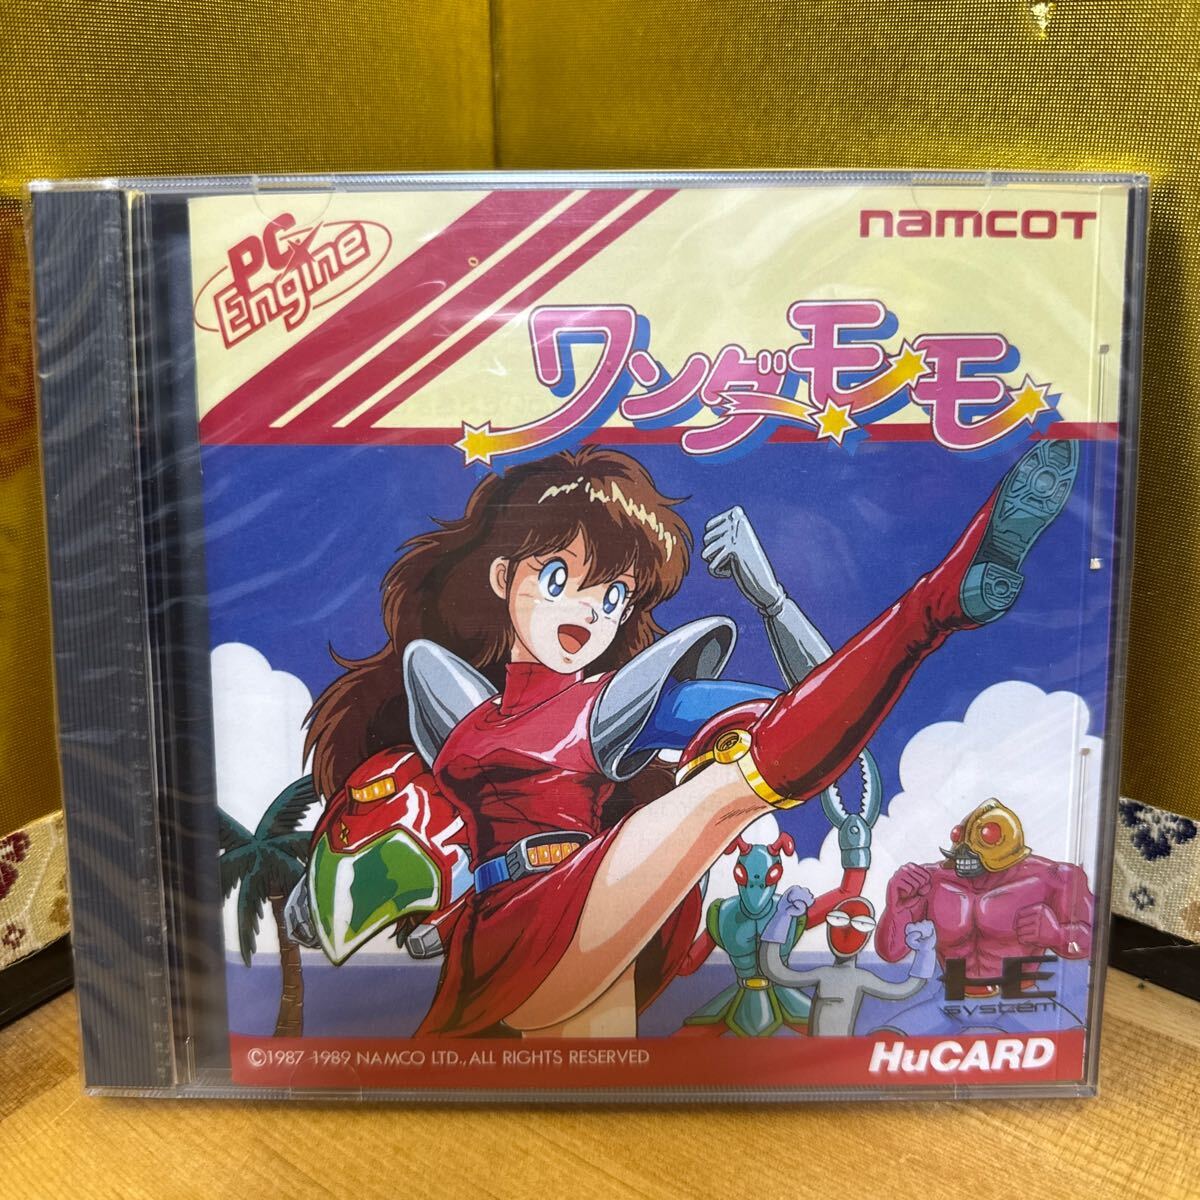 PC Engine
namcot
ワンダーモモ
HE system
©1987 1989 NAMCO LTD., ALL RIGHTS RESERVED
HuCARD